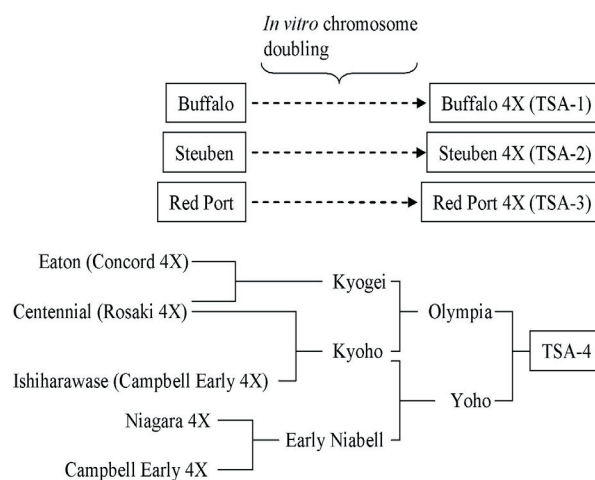 In vitro chromosome
doubling
Buffalo
Buffalo 4X (TSA-1)
Steuben
Steuben 4X (TSA-2)
Red Port
Red Port 4X (TSA-3)
Eaton (Concord 4X)
Kyogei
Centennial (Rosaki 4X)
Olympia
Kyoho
TSA-4
Ishiharawase (Campbell Early 4X)
Yoho
Niagara 4X
Early Niabell
Campbell Early 4X